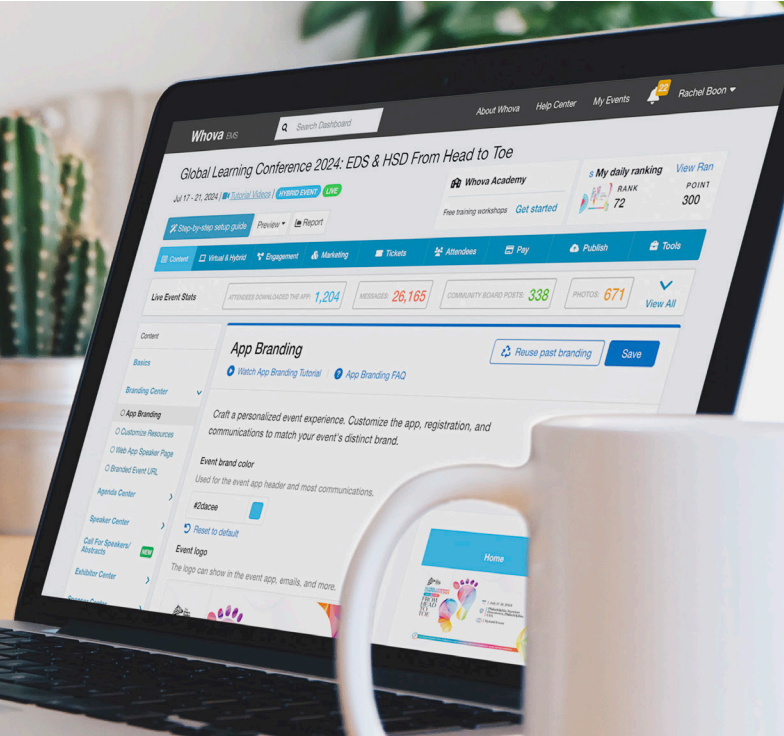 Whova EMS
Search Dashboard
About Whova
Help Center
My Events
22
Rachel Boon
Global Learning Conference 2024: EDS & HSD From Head to Toe
Jul 17 - 21, 2024 | Tutorial Videos | HYBRID EVENT LIVE
Whova Academy
Free training workshops Get started
s My daily ranking View Ran
RANK POINT
72 300
Step-by-step setup guide
Preview
Report
Content
Virtual & Hybrid
Engagement
Marketing
Tickets
Attendees
Pay
Publish
Tools
Live Event Stats
ATTENDEES DOWNLOADED THE APP: 1,204
MESSAGES: 26,165
COMMUNITY BOARD POSTS: 338
PHOTOS: 671
View All
Content
Basics
Branding Center
App Branding
Customize Resources
Web App Speaker Page
Branded Event URL
Agenda Center
Speaker Center
Call For Speakers/
Abstracts NEW
Exhibitor Center
App Branding
Reuse past branding
Save
Watch App Branding Tutorial | App Branding FAQ
Craft a personalized event experience. Customize the app, registration, and
communications to match your event's distinct brand.
Event brand color
Used for the event app header and most communications.
#2dacee
Reset to default
Event logo
The logo can show in the event app, emails, and more.
Home
FROM
HEAD
TO
TOE